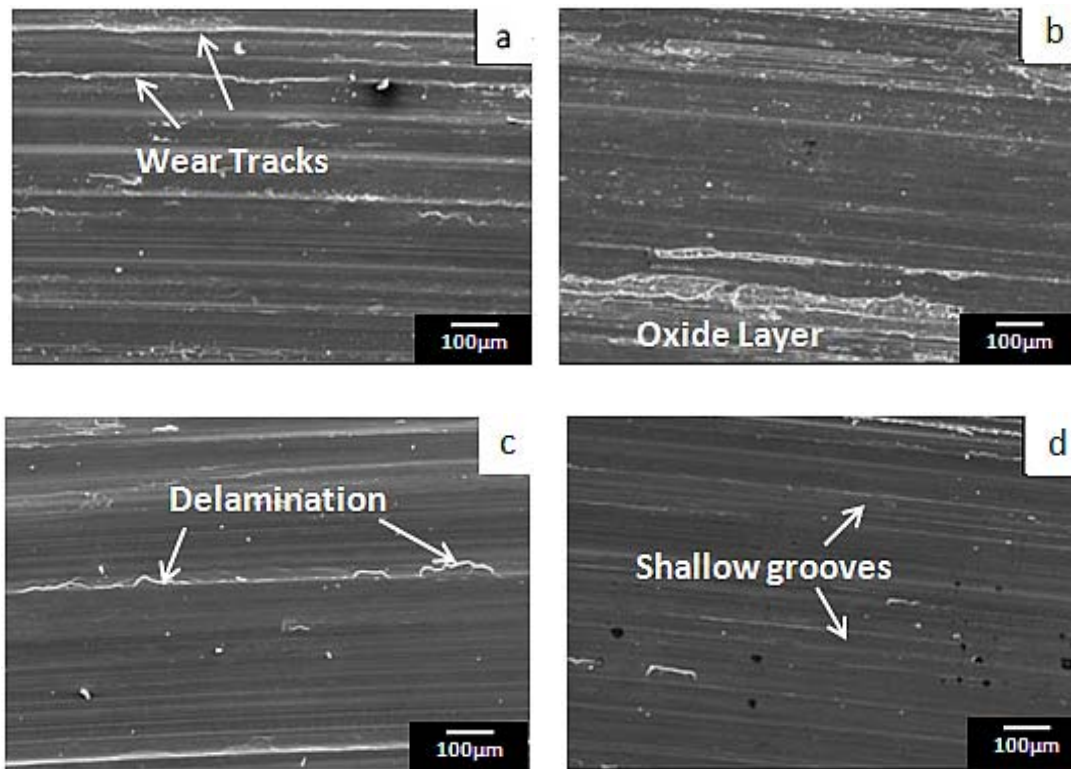 a
Wear Tracks
100µm
b
Oxide Layer
100µm
c
Delamination
100µm
d
Shallow grooves
100µm